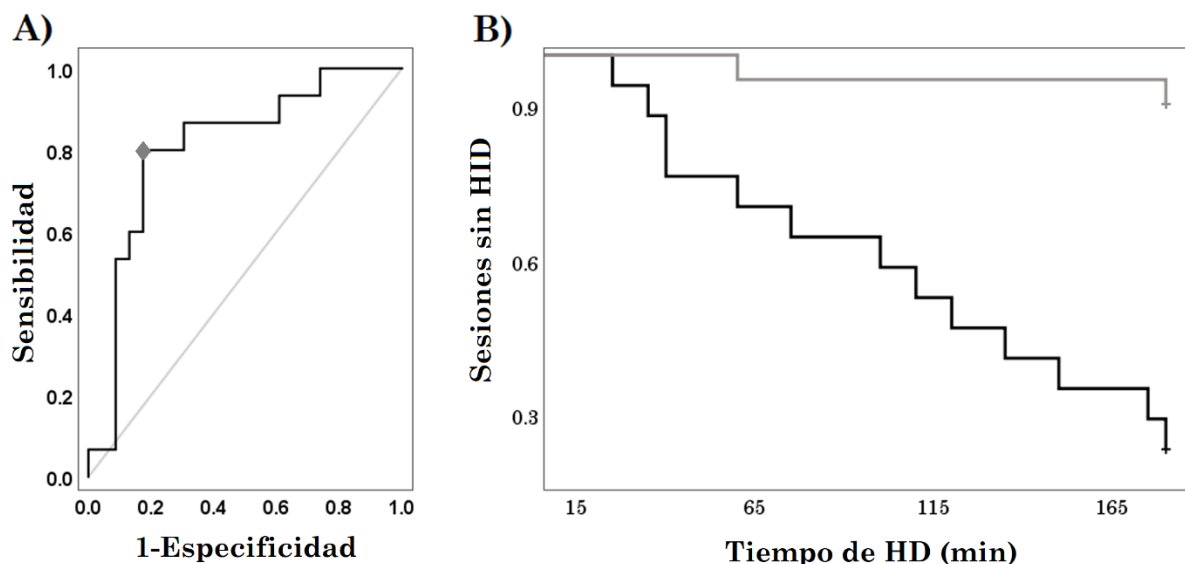 A)
1.0
0.8
0.6
0.4
0.2
0.0
Sensibilidad
0.0 0.2 0.4 0.6 0.8 1.0
1-Especificidad
B)
0.9
0.6
0.3
Sesiones sin HID
15 65 115 165
Tiempo de HD (min)